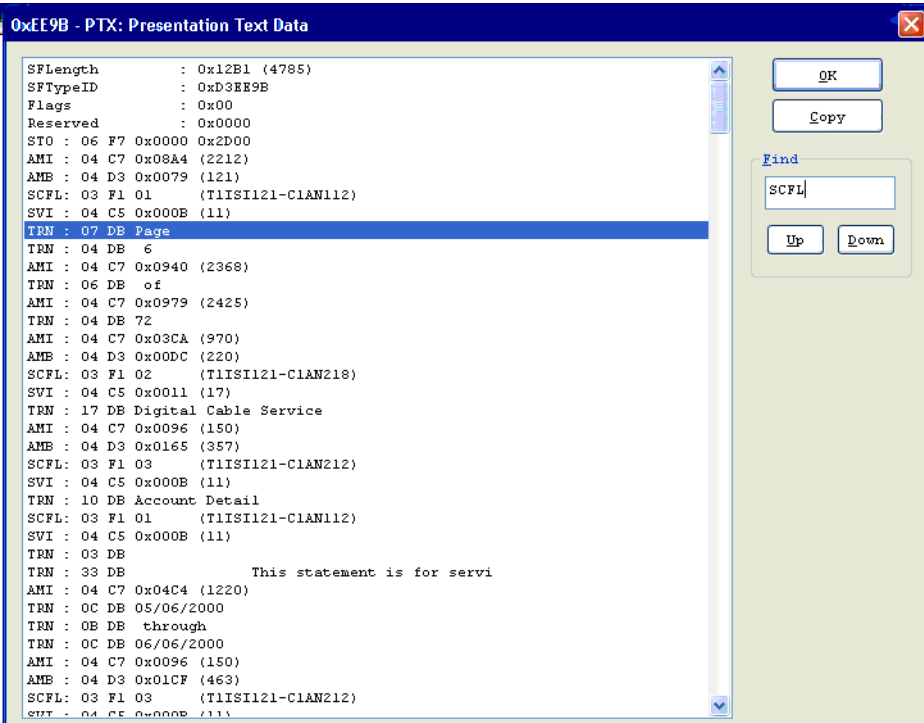 0xEE9B - PTX: Presentation Text Data
SFLength : 0x12B1 (4785)
SFTypeID : 0xD3EE9B
Flags : 0x00
Reserved : 0x0000
STO : 06 F7 0x0000 0x2D00
AMI : 04 C7 0x08A4 (2212)
AMB : 04 D3 0x0079 (121)
SCFL: 03 F1 01 (T1ISI121-C1AN112)
SVI : 04 C5 0x000B (11)
TRN : 07 DB Page
TRN : 04 DB 6
AMI : 04 C7 0x0940 (2368)
TRN : 06 DB of
AMI : 04 C7 0x0979 (2425)
TRN : 04 DB 72
AMI : 04 C7 0x03CA (970)
AMB : 04 D3 0x00DC (220)
SCFL: 03 F1 02 (T1ISI121-C1AN218)
SVI : 04 C5 0x0011 (17)
TRN : 17 DB Digital Cable Service
AMI : 04 C7 0x0096 (150)
AMB : 04 D3 0x0165 (357)
SCFL: 03 F1 03 (T1ISI121-C1AN212)
SVI : 04 C5 0x000B (11)
TRN : 10 DB Account Detail
SCFL: 03 F1 01 (T1ISI121-C1AN112)
SVI : 04 C5 0x000B (11)
TRN : 03 DB
TRN : 33 DB This statement is for servi
AMI : 04 C7 0x04C4 (1220)
TRN : 0C DB 05/06/2000
TRN : 0B DB through
TRN : 0C DB 06/06/2000
AMI : 04 C7 0x0096 (150)
AMB : 04 D3 0x01CF (463)
SCFL: 03 F1 03 (T1ISI121-C1AN212)
SVI : 04 C5 0x000B (11)
OK
Copy
Find
SCFL
Up
Down